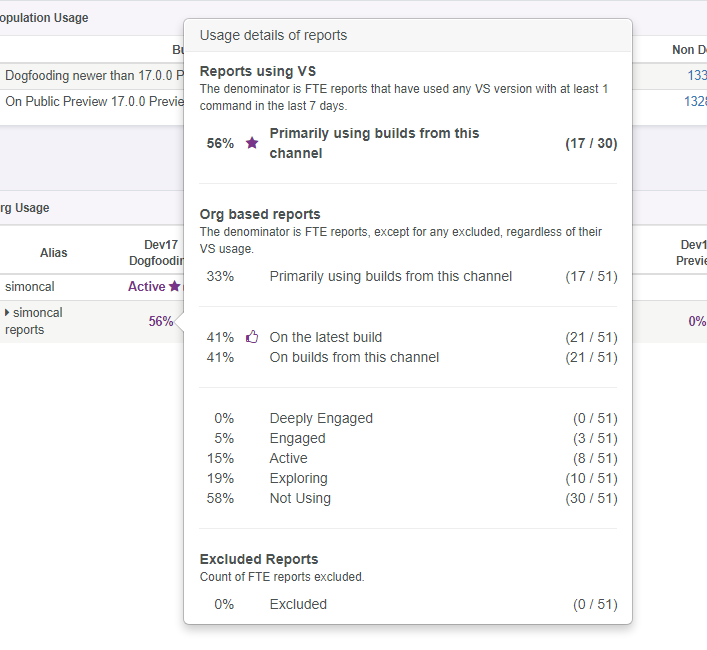 opulation Usage
Usage details of reports
Bu
Non De
Dogfooding newer than 17.0.0 P
133
On Public Preview 17.0.0 Previe
1328
Reports using VS
The denominator is FTE reports that have used any VS version with at least 1
command in the last 7 days.
56% Primarily using builds from this
channel
(17 / 30)
rg Usage
Alias
Dev17
Dogfoodin
Dev1
Previe
simoncal
Active
simoncal
reports
56%
0%
Org based reports
The denominator is FTE reports, except for any excluded, regardless of their
VS usage.
33% Primarily using builds from this channel (17 / 51)
41% On the latest build (21 / 51)
41% On builds from this channel (21 / 51)
0% Deeply Engaged (0 / 51)
5% Engaged (3 / 51)
15% Active (8 / 51)
19% Exploring (10 / 51)
58% Not Using (30 / 51)
Excluded Reports
Count of FTE reports excluded.
0% Excluded (0 / 51)